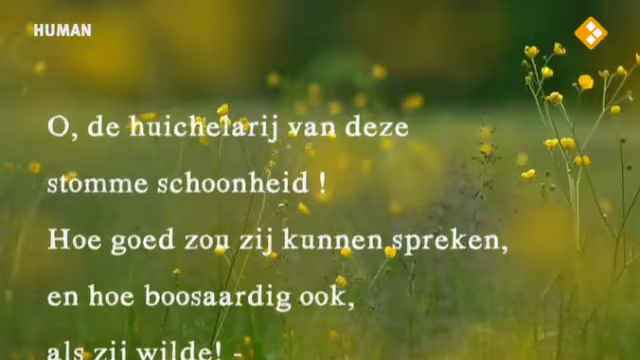 HUMAN
O, de huichelarij van deze
stomme schoonheid !
Hoe goed zou zij kunnen spreken,
en hoe boosaardig ook,
als zij wilde! -